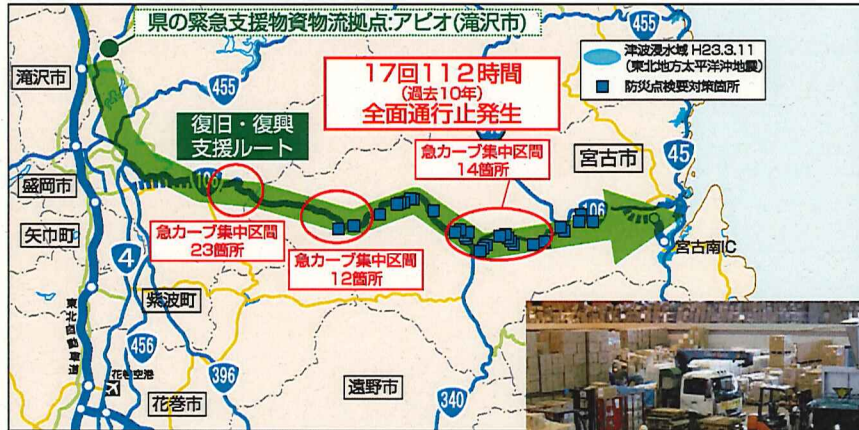 県の緊急支援物資物流拠点:アピオ(滝沢市)
455
津波浸水域 H23.3.11
(東北地方太平洋沖地震)
防災点検要対策箇所
滝沢市
455
17回112時間
(過去10年)
全面通行止発生
復旧・復興
支援ルート
急カーブ集中区間
14箇所
宮古市
45
盛岡市
106
106
矢巾町
急カーブ集中区間
23箇所
急カーブ集中区間
12箇所
宮古南IC
4
紫波町
東北縦貫自動車道
456
花巻空港
396
遠野市
340
花巻市